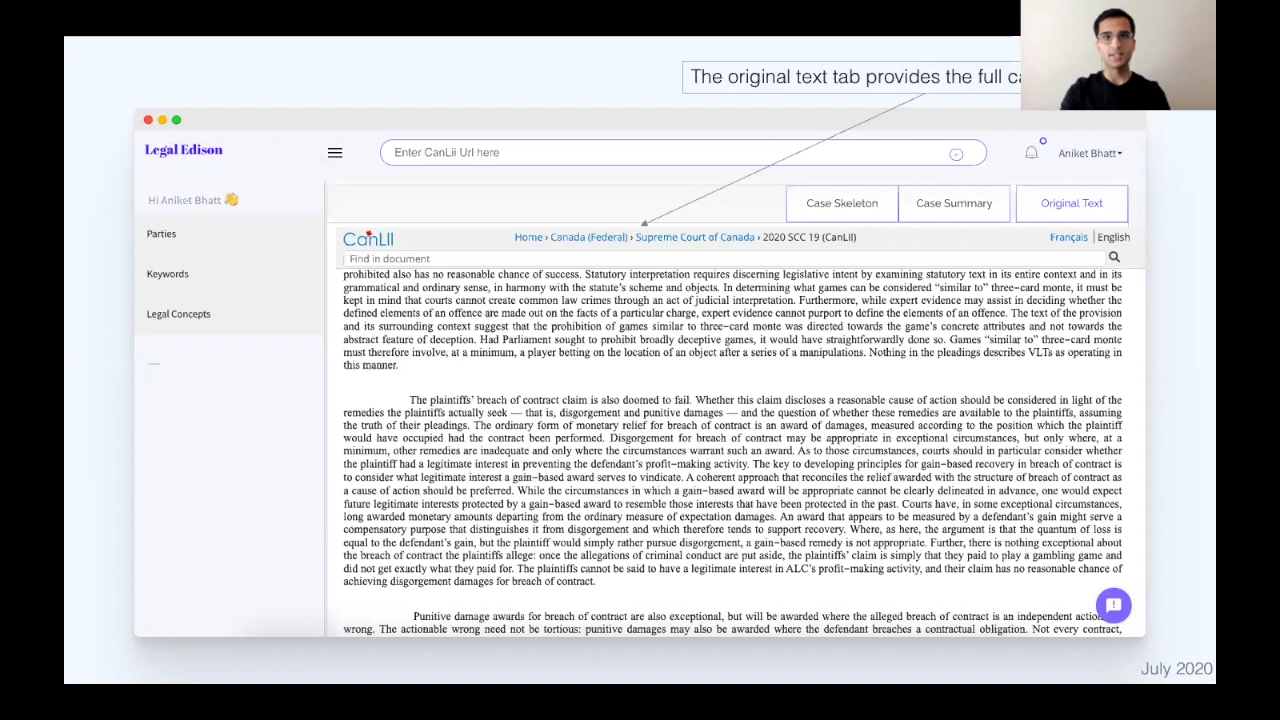 The original text tab provides the full
Legal Edison
Enter CanLii Url here
Aniket Bhatt
Hi Aniket Bhatt
Case Skeleton
Case Summary
Original Text
Parties
Keywords
Legal Concepts
CanLII
Home › Canada (Federal) › Supreme Court of Canada › 2020 SCC 19 (CanLII)
Français | English
Find in document
prohibited also has no reasonable chance of success. Statutory interpretation requires discerning legislative intent by examining statutory text in its entire context and in its
grammatical and ordinary sense, in harmony with the statute's scheme and objects. In determining what games can be considered “similar to” three-card monte, it must be
kept in mind that courts cannot create common law crimes through an act of judicial interpretation. Furthermore, while expert evidence may assist in deciding whether the
defined elements of an offence are made out on the facts of a particular charge, expert evidence cannot purport to define the elements of an offence. The text of the provision
and its surrounding context suggest that the prohibition of games similar to three-card monte was directed towards the game's concrete attributes and not towards the
abstract feature of deception. Had Parliament sought to prohibit broadly deceptive games, it would have straightforwardly done so. Games “similar to” three-card monte
must therefore involve, at a minimum, a player betting on the location of an object after a series of manipulations. Nothing in the pleadings describes VLTs as operating in
this manner.
The plaintiffs' breach of contract claim is also doomed to fail. Whether this claim discloses a reasonable cause of action should be considered in light of the
remedies the plaintiffs actually seek — that is, disgorgement and punitive damages — and the question of whether these remedies are available to the plaintiffs, assuming
the truth of their pleadings. The ordinary form of monetary relief for breach of contract is an award of damages, measured according to the position which the plaintiff
would have occupied had the contract been performed. Disgorgement for breach of contract may be appropriate in exceptional circumstances, but only where, at a
minimum, other remedies are inadequate and only where the circumstances warrant such an award. As to those circumstances, courts should in particular consider whether
the plaintiff had a legitimate interest in preventing the defendant's profit-making activity. The key to developing principles for gain-based recovery in breach of contract is
to consider what legitimate interest a gain-based award serves to vindicate. A coherent approach that reconciles the relief awarded with the structure of breach of contract as
a cause of action should be preferred. While the circumstances in which a gain-based award will be appropriate cannot be clearly delineated in advance, one would expect
future legitimate interests protected by a gain-based award to resemble those interests that have been protected in the past. Courts have, in some exceptional circumstances,
long awarded monetary amounts departing from the ordinary measure of expectation damages. An award that appears to be measured by a defendant's gain might serve a
compensatory purpose that distinguishes it from disgorgement and which therefore tends to support recovery. Where, as here, the argument is that the quantum of loss is
equal to the defendant's gain, but the plaintiff would simply rather pursue disgorgement, a gain-based remedy is not appropriate. Further, there is nothing exceptional about
the breach of contract the plaintiffs allege: once the allegations of criminal conduct are put aside, the plaintiffs' claim is simply that they paid to play a gambling game and
did not get exactly what they paid for. The plaintiffs cannot be said to have a legitimate interest in ALC's profit-making activity, and their claim has no reasonable chance of
achieving disgorgement damages for breach of contract.
Punitive damage awards for breach of contract are also exceptional, but will be awarded where the alleged breach of contract is an independent
wrong. The actionable wrong need not be tortious: punitive damages may also be awarded where the defendant breaches a contractual obligation. Not every contract,
July 2020